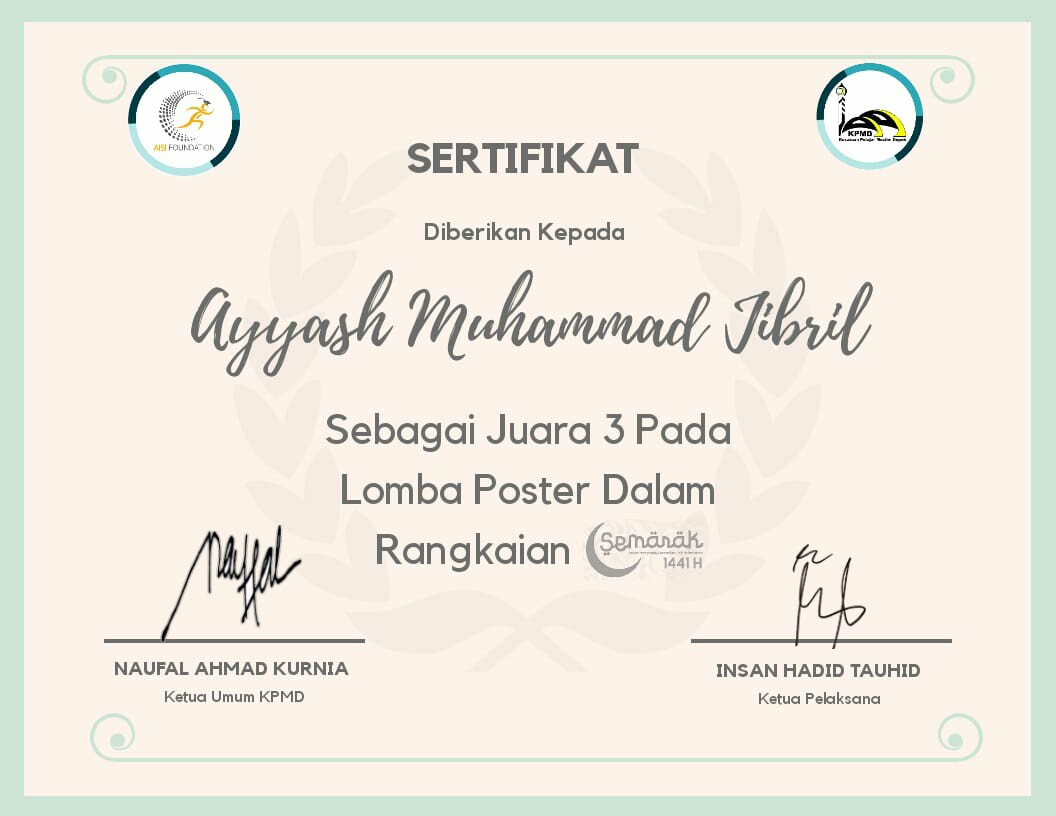 AISI FOUNDATION
KPMD
SERTIFIKAT
Diberikan Kepada
Ayyash Muhammad Jibril
Sebagai Juara 3 Pada
Lomba Poster Dalam
Rangkaian Semarak
1441 H
Nauffal
NAUFAL AHMAD KURNIA
Ketua Umum KPMD
INSAN HADID TAUHID
Ketua Pelaksana